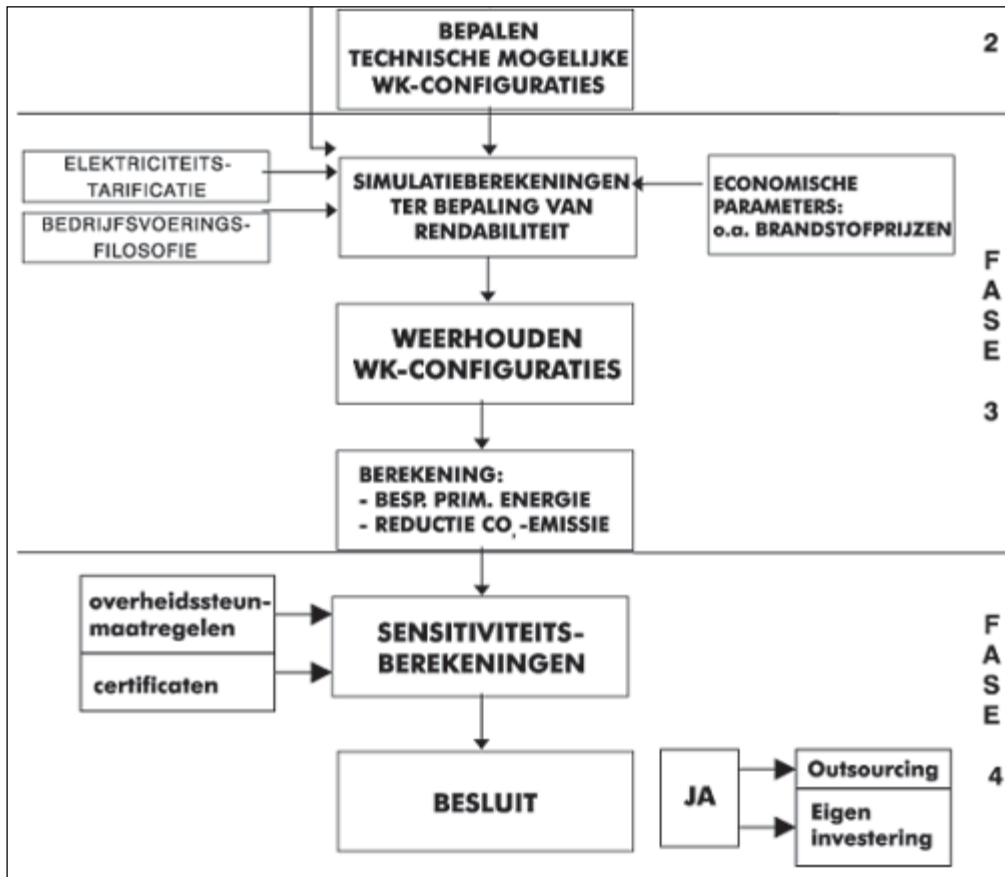 BEPALEN
TECHNISCHE MOGELIJKE
WK-CONFIGURATIES
2
ELEKTRICITEITS-
TARIFICATIE
BEDRIJFSVOERINGS-
FILOSOFIE
SIMULATIEBEREKENINGEN
TER BEPALING VAN
RENDABILITEIT
ECONOMISCHE
PARAMETERS:
o.a. BRANDSTOFPRIJZEN
WEERHOUDEN
WK-CONFIGURATIES
BEREKENING:
- BESP. PRIM. ENERGIE
- REDUCTIE CO₂-EMISSIE
F
A
S
E
3
overheidssteun-
maatregelen
certificaten
SENSITIVITEITS-
BEREKENINGEN
BESLUIT
JA
Outsourcing
Eigen
investering
F
A
S
E
4